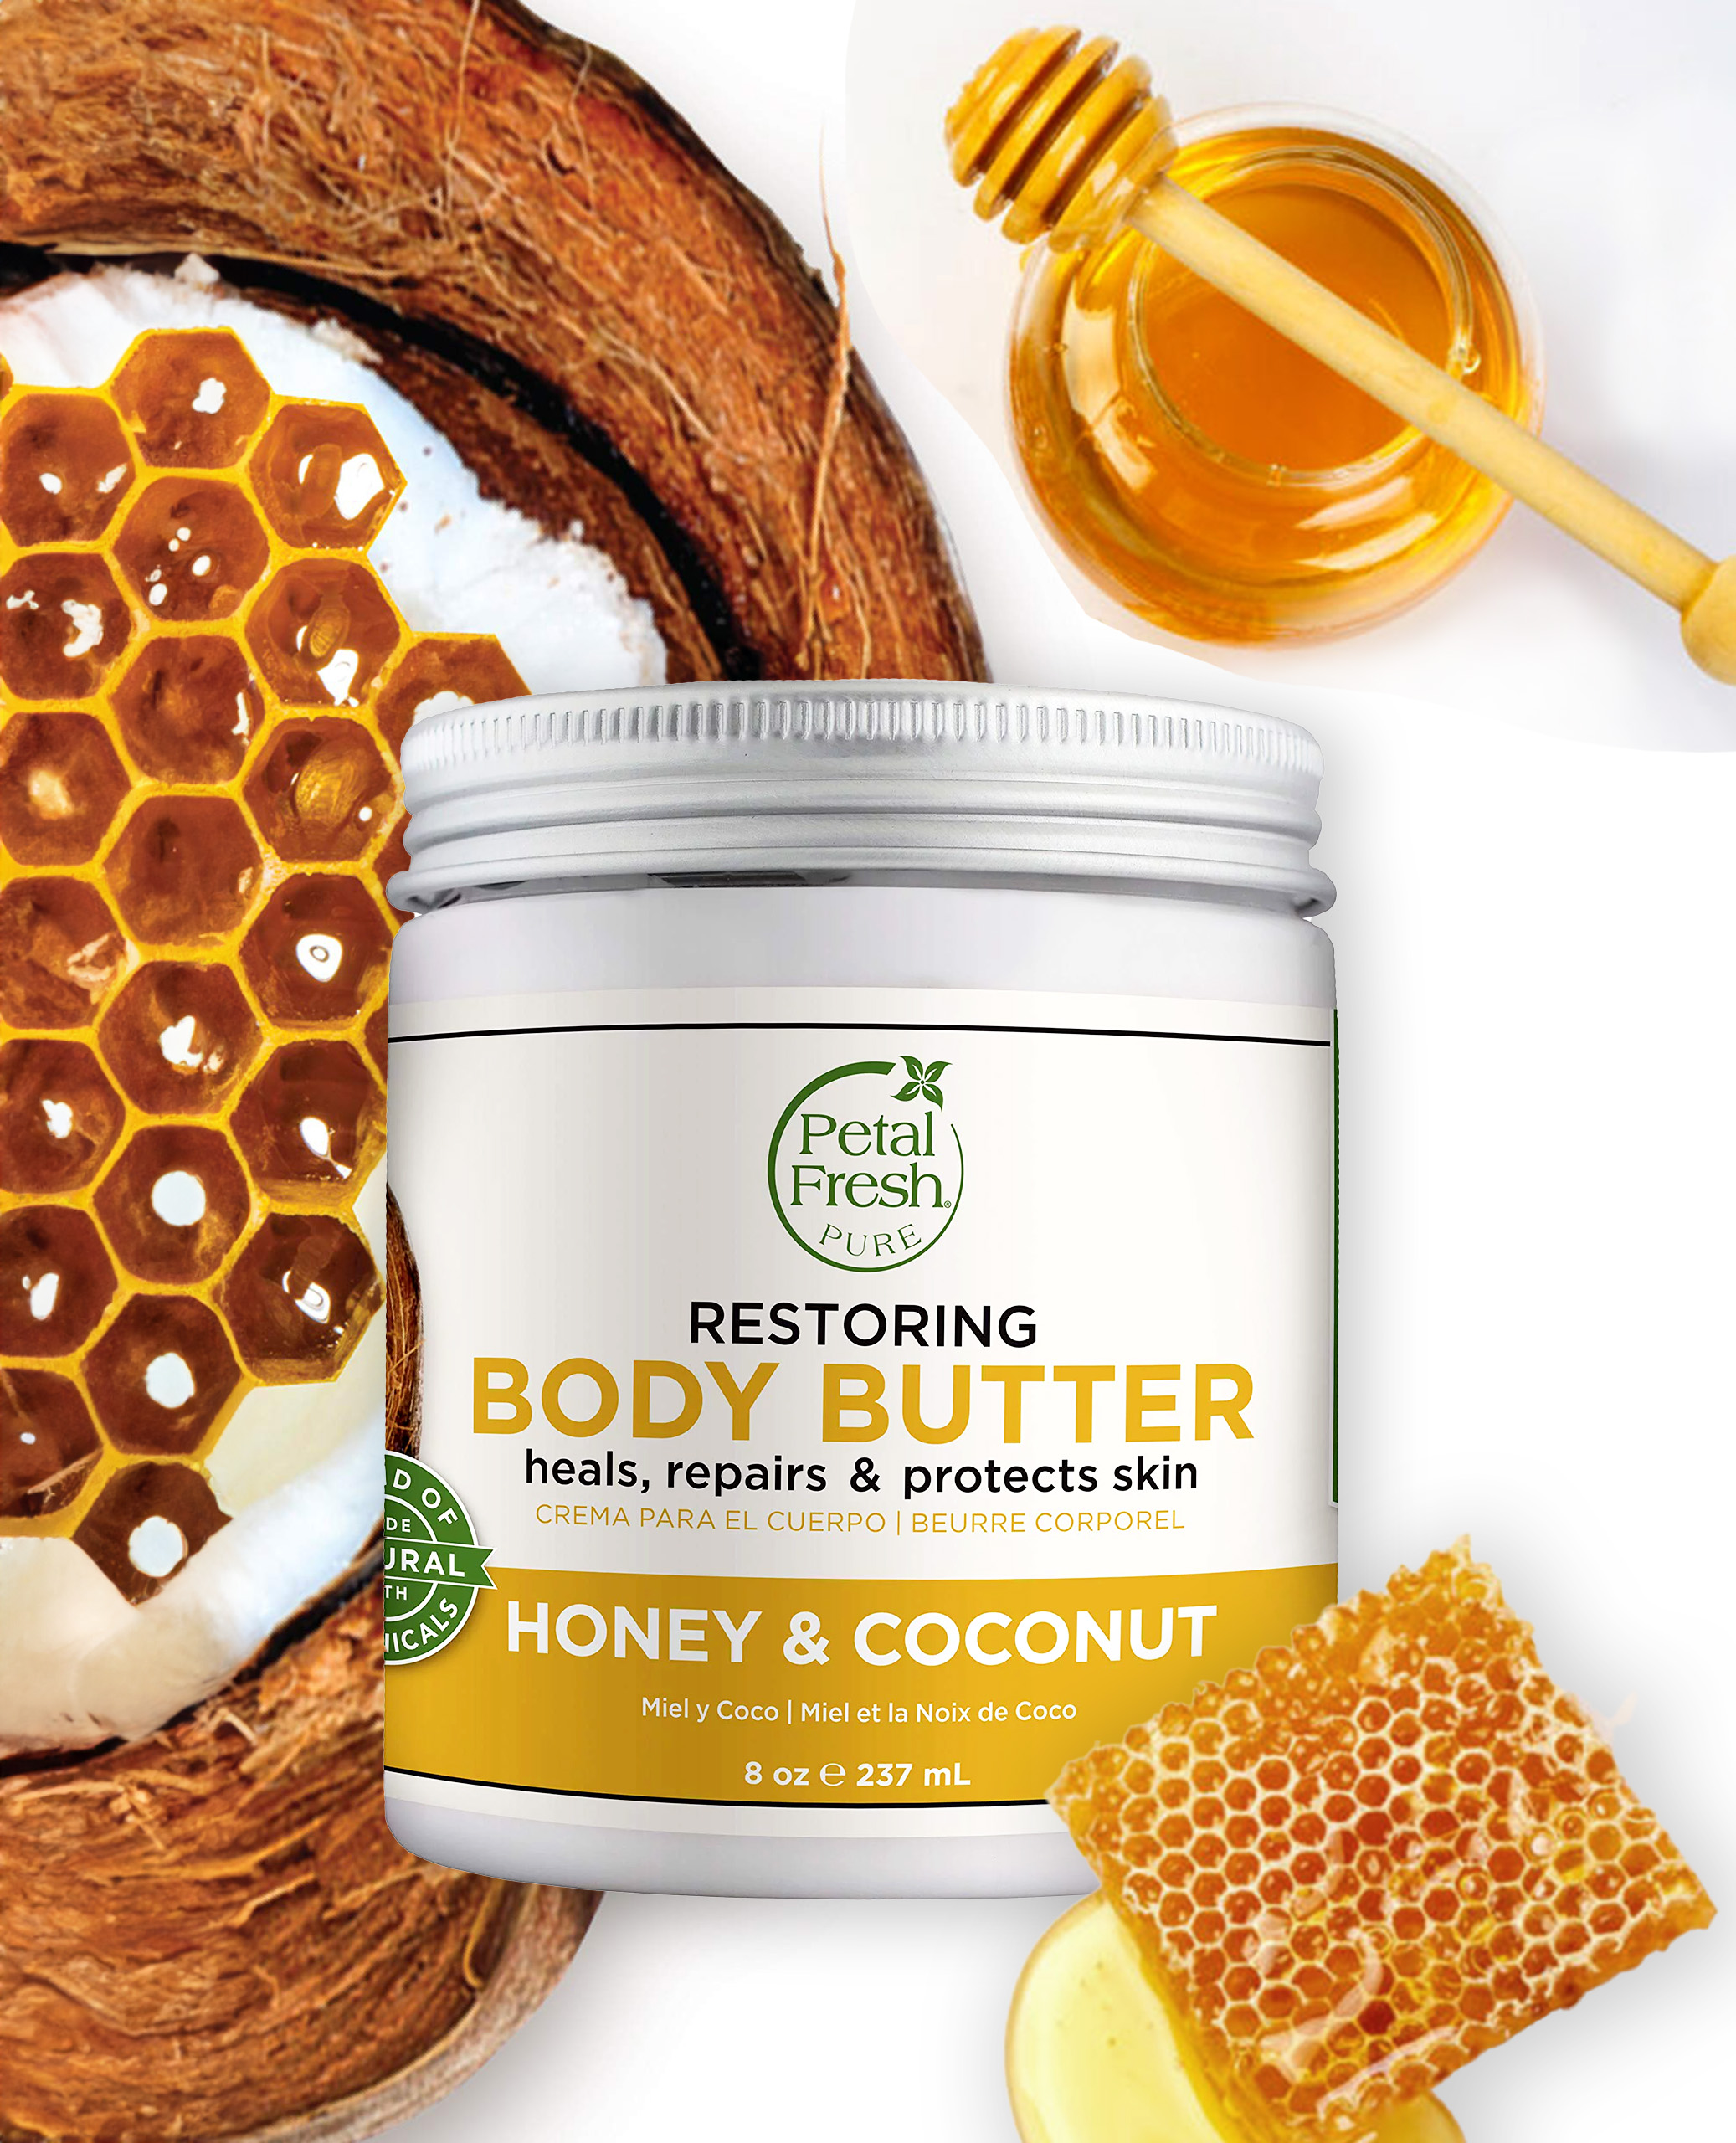 Petal
Fresh®
PURE
RESTORING
BODY BUTTER
heals, repairs & protects skin
CREMA PARA EL CUERPO | BEURRE CORPOREL
OF
HONEY & COCONUT
Miel y Coco | Miel et la Noix de Coco
8 oz ℮ 237 mL